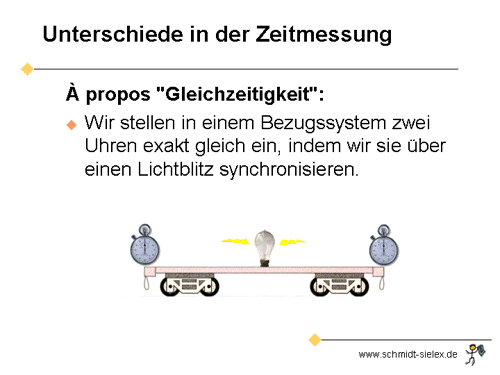 Unterschiede in der Zeitmessung
À propos "Gleichzeitigkeit":
Wir stellen in einem Bezugssystem zwei
Uhren exakt gleich ein, indem wir sie über
einen Lichtblitz synchronisieren.
www.schmidt-sielex.de